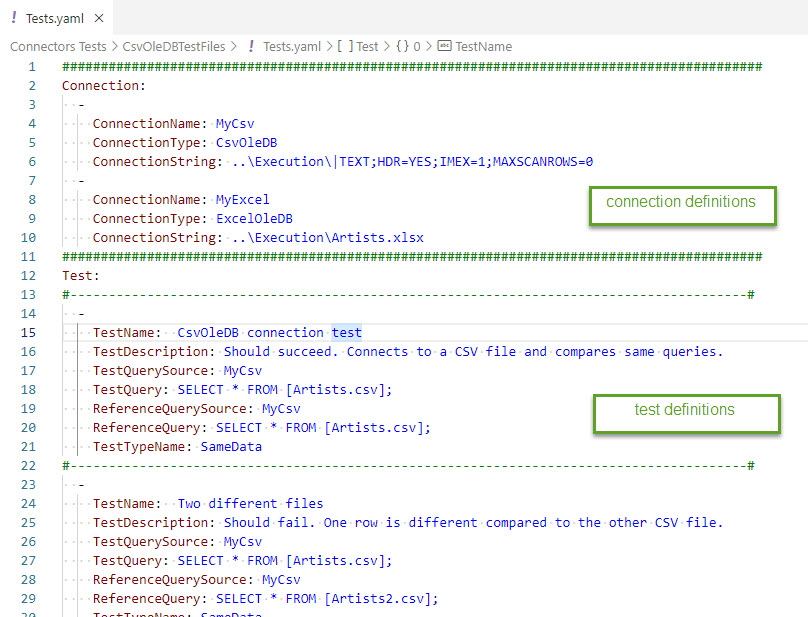 Tests.yaml
Connectors Tests > CsvOleDBTestFiles > ! Tests.yaml > [ ] Test > {} 0 > TestName
1 ###########################################################################################
2 Connection:
3 -
4 ConnectionName: MyCsv
5 ConnectionType: CsvOleDB
6 ConnectionString: ..\Execution\|TEXT;HDR=YES;IMEX=1;MAXSCANROWS=0
7 -
8 ConnectionName: MyExcel
connection definitions
9 ConnectionType: ExcelOleDB
10 ConnectionString: ..\Execution\Artists.xlsx
11 ###########################################################################################
12 Test:
13 #----------------------------------------------------------------------------------------#
14 -
15 TestName: CsvOleDB connection test
16 TestDescription: Should succeed. Connects to a CSV file and compares same queries.
17 TestQuerySource: MyCsv
18 TestQuery: SELECT * FROM [Artists.csv];
19 ReferenceQuerySource: MyCsv
test definitions
20 ReferenceQuery: SELECT * FROM [Artists.csv];
21 TestTypeName: SameData
22 #----------------------------------------------------------------------------------------#
23 -
24 TestName: Two different files
25 TestDescription: Should fail. One row is different compared to the other CSV file.
26 TestQuerySource: MyCsv
27 TestQuery: SELECT * FROM [Artists.csv];
28 ReferenceQuerySource: MyCsv
29 ReferenceQuery: SELECT * FROM [Artists2.csv];
30 TestTypeName: SameData